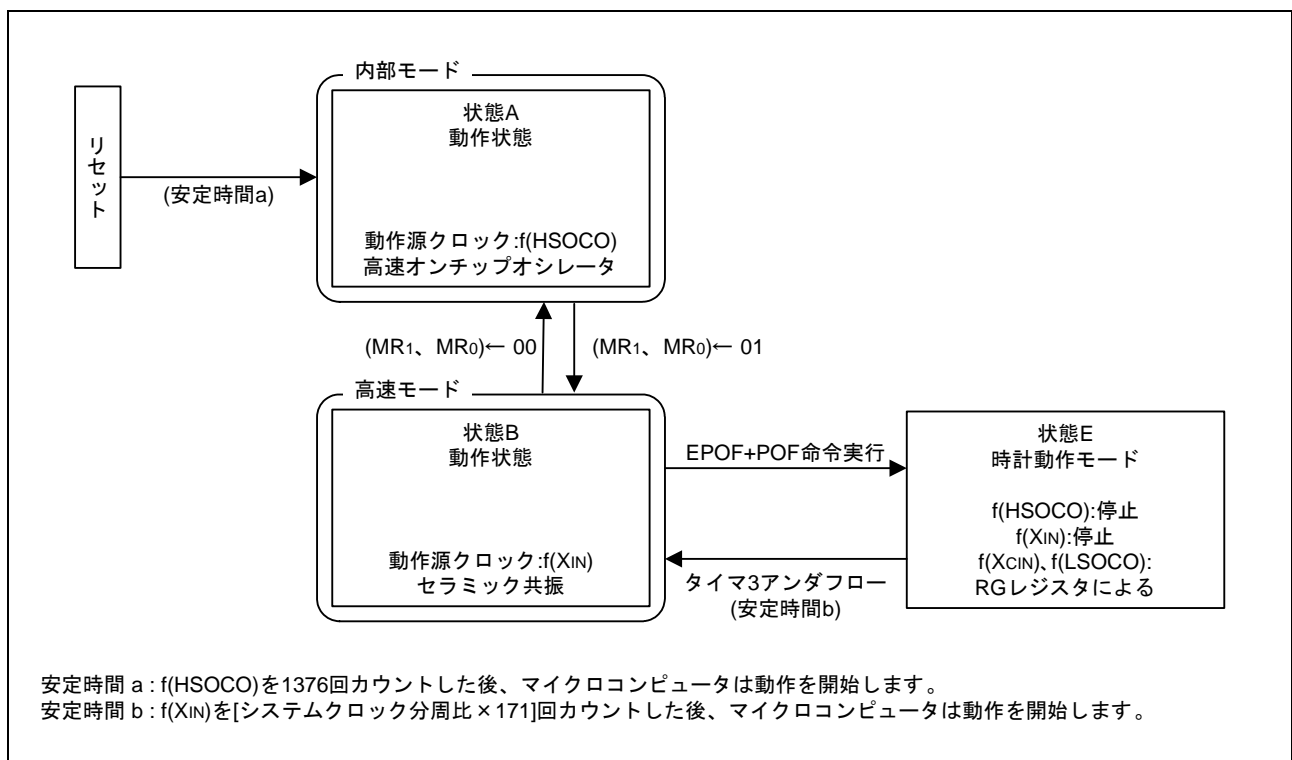 内部モード
リセット
(安定時間a)
状態A
動作状態
動作源クロック:f(HSOCO)
高速オンチップオシレータ
(MR1、MR0)← 00
(MR1、MR0)← 01
高速モード
状態B
動作状態
動作源クロック:f(XIN)
セラミック共振
EPOF+POF命令実行
タイマ3アンダフロー
(安定時間b)
状態E
時計動作モード
f(HSOCO):停止
f(XIN):停止
f(XCIN)、f(LSOCO):
RGレジスタによる
安定時間 a : f(HSOCO)を1376回カウントした後、マイクロコンピュータは動作を開始します。
安定時間 b : f(XIN)を[システムクロック分周比×171]回カウントした後、マイクロコンピュータは動作を開始します。